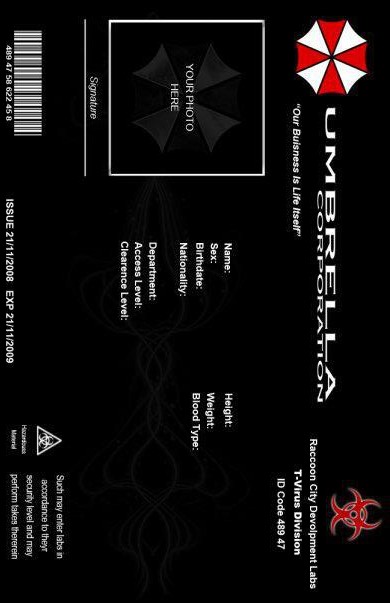 UMBRELLA
CORPORATION
"Our Buisness Is Life Itself"
Raccoon City Develpment Labs
T-Virus Division
ID Code 489 47
YOUR PHOTO
HERE
Signature
Name:
Sex:
Birthdate:
Nationality:
Department:
Access Level:
Clearence Level:
Height:
Weight:
Blood Type:
Such may enter labs in
accordance to theyr
security level and may
perform takes thererein
Hazardouss
Material
489 47 58 622 45 8
ISSUE 21/11/2008 EXP 21/11/2009